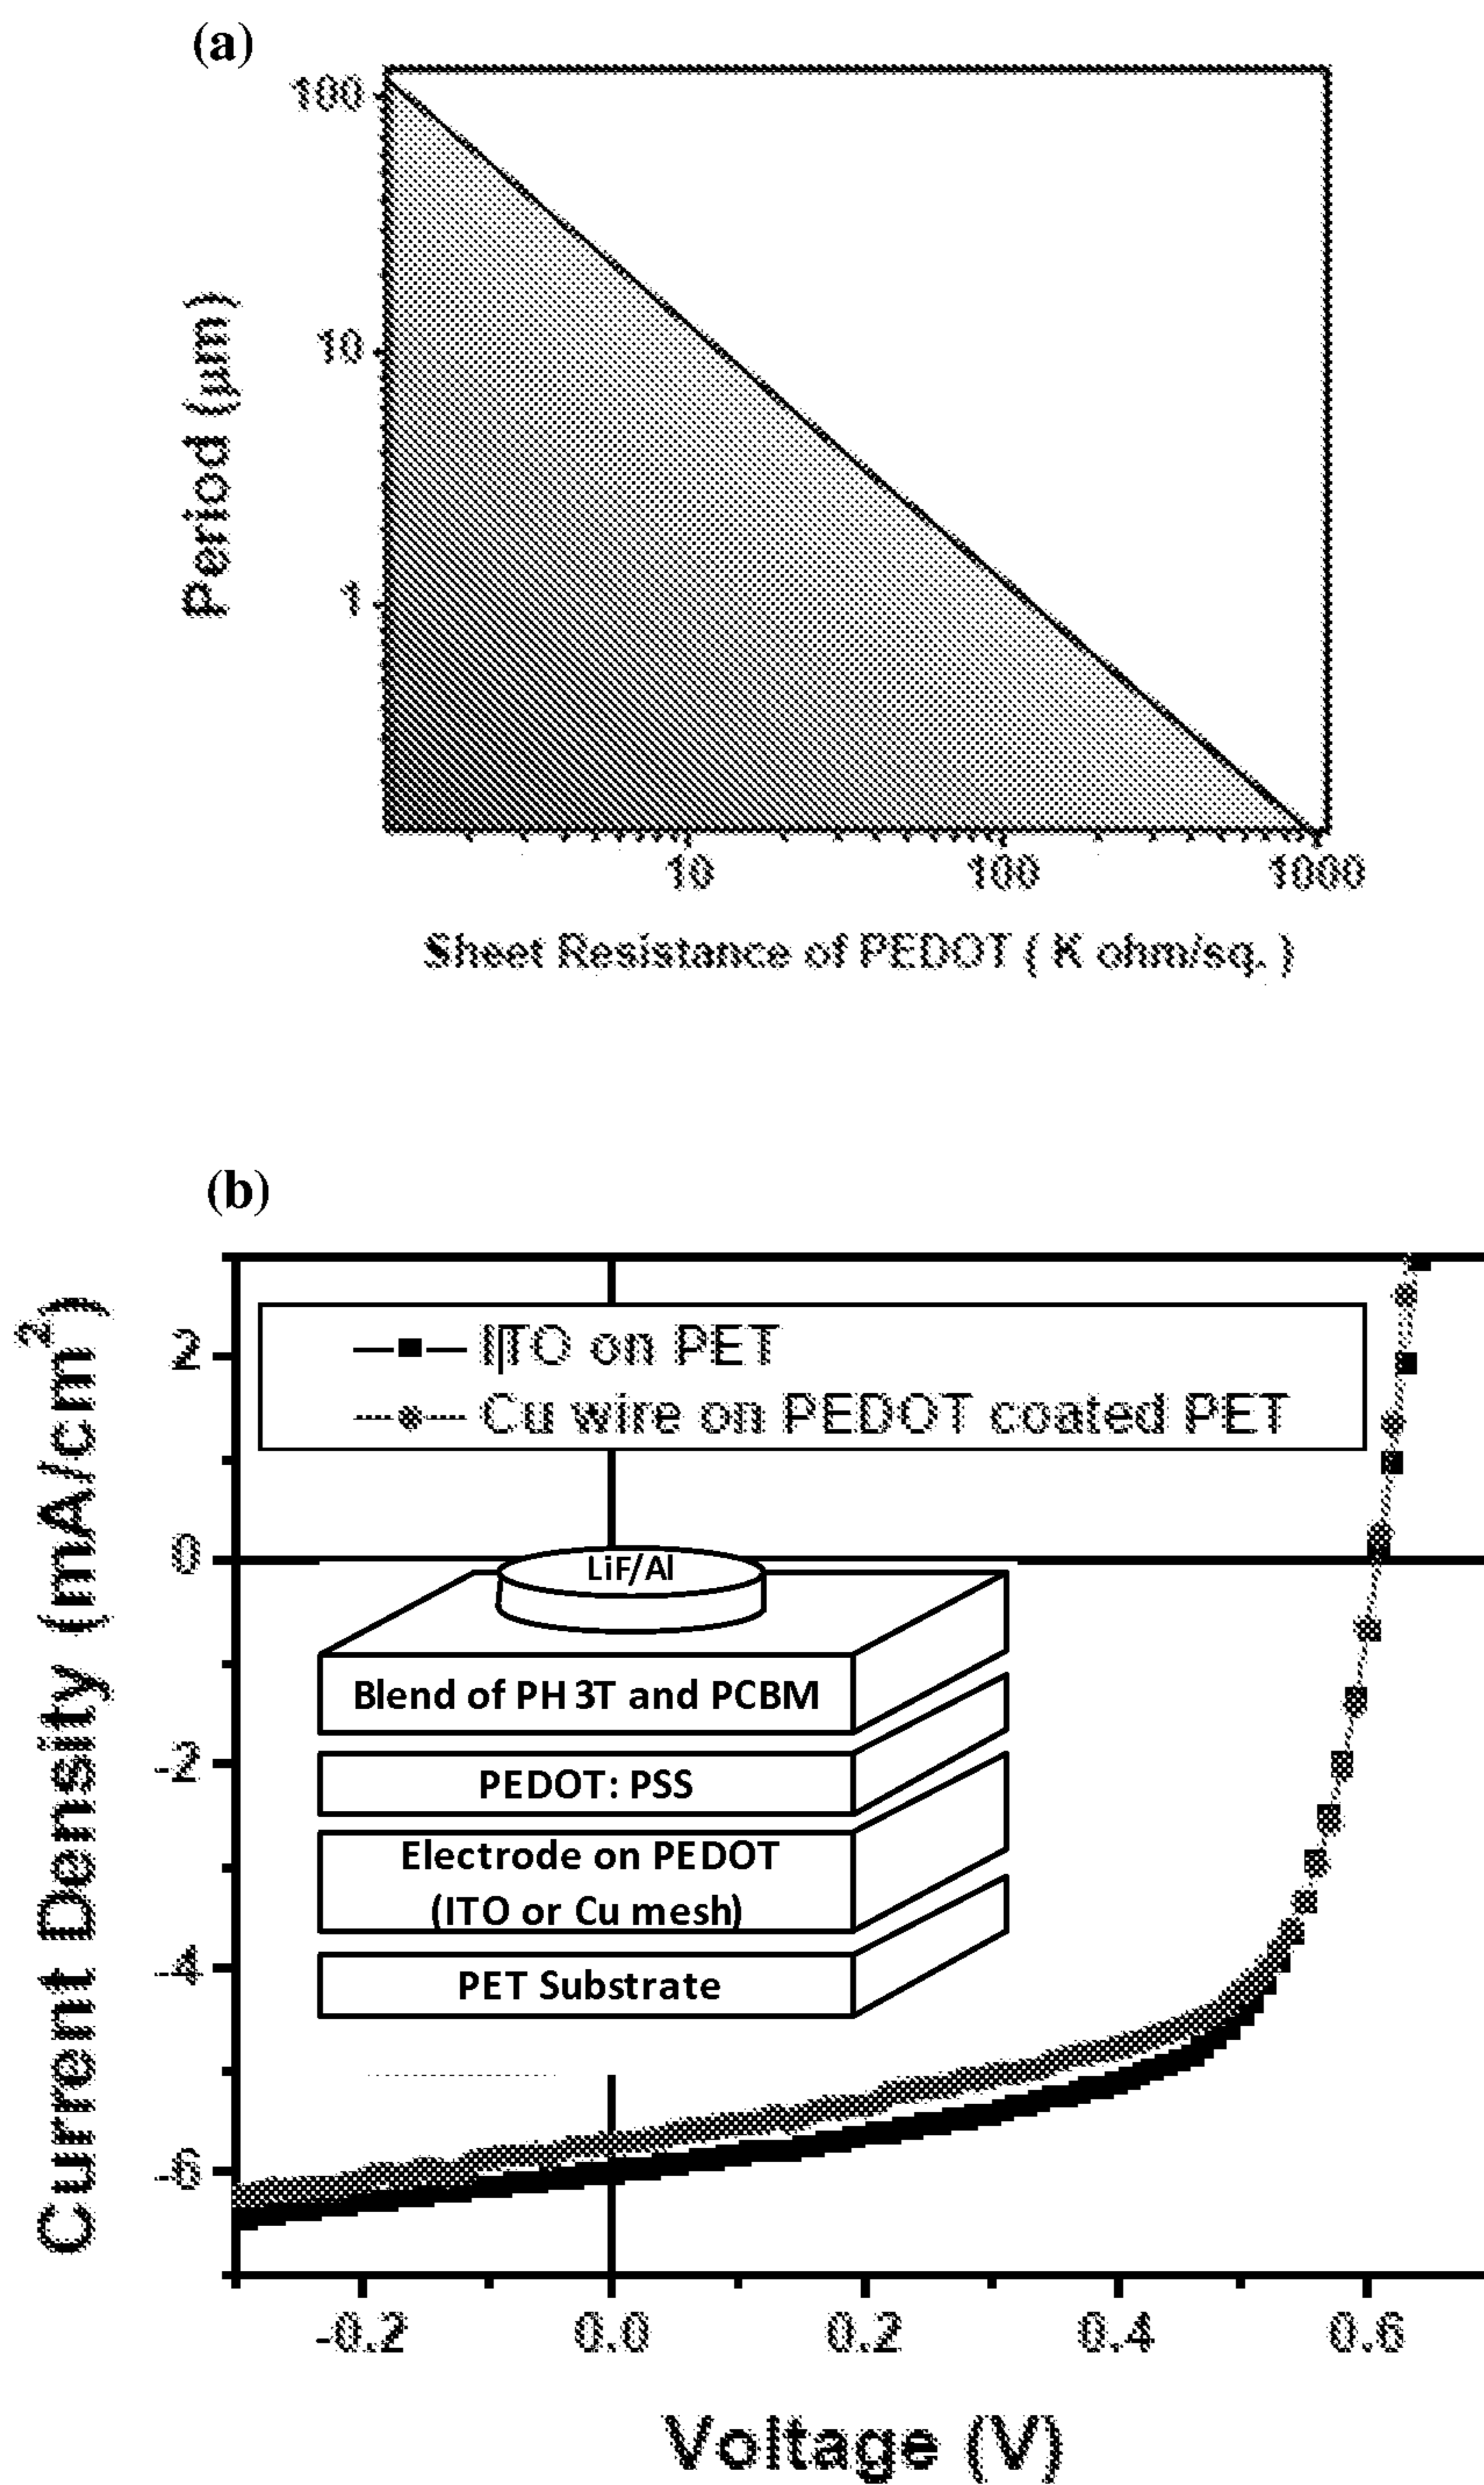 (a)
100
10
1
Period (μm)
10 100 1000
Sheet Resistance of PEDOT ( K ohm/sq. )
(b)
2
0
-2
-4
-6
Current Density (mA/cm²)
ITO on PET
Cu wire on PEDOT coated PET
LiF/Al
Blend of PH3T and PCBM
PEDOT: PSS
Electrode on PEDOT
(ITO or Cu mesh)
PET Substrate
-0.2 0.0 0.2 0.4 0.6
Voltage (V)